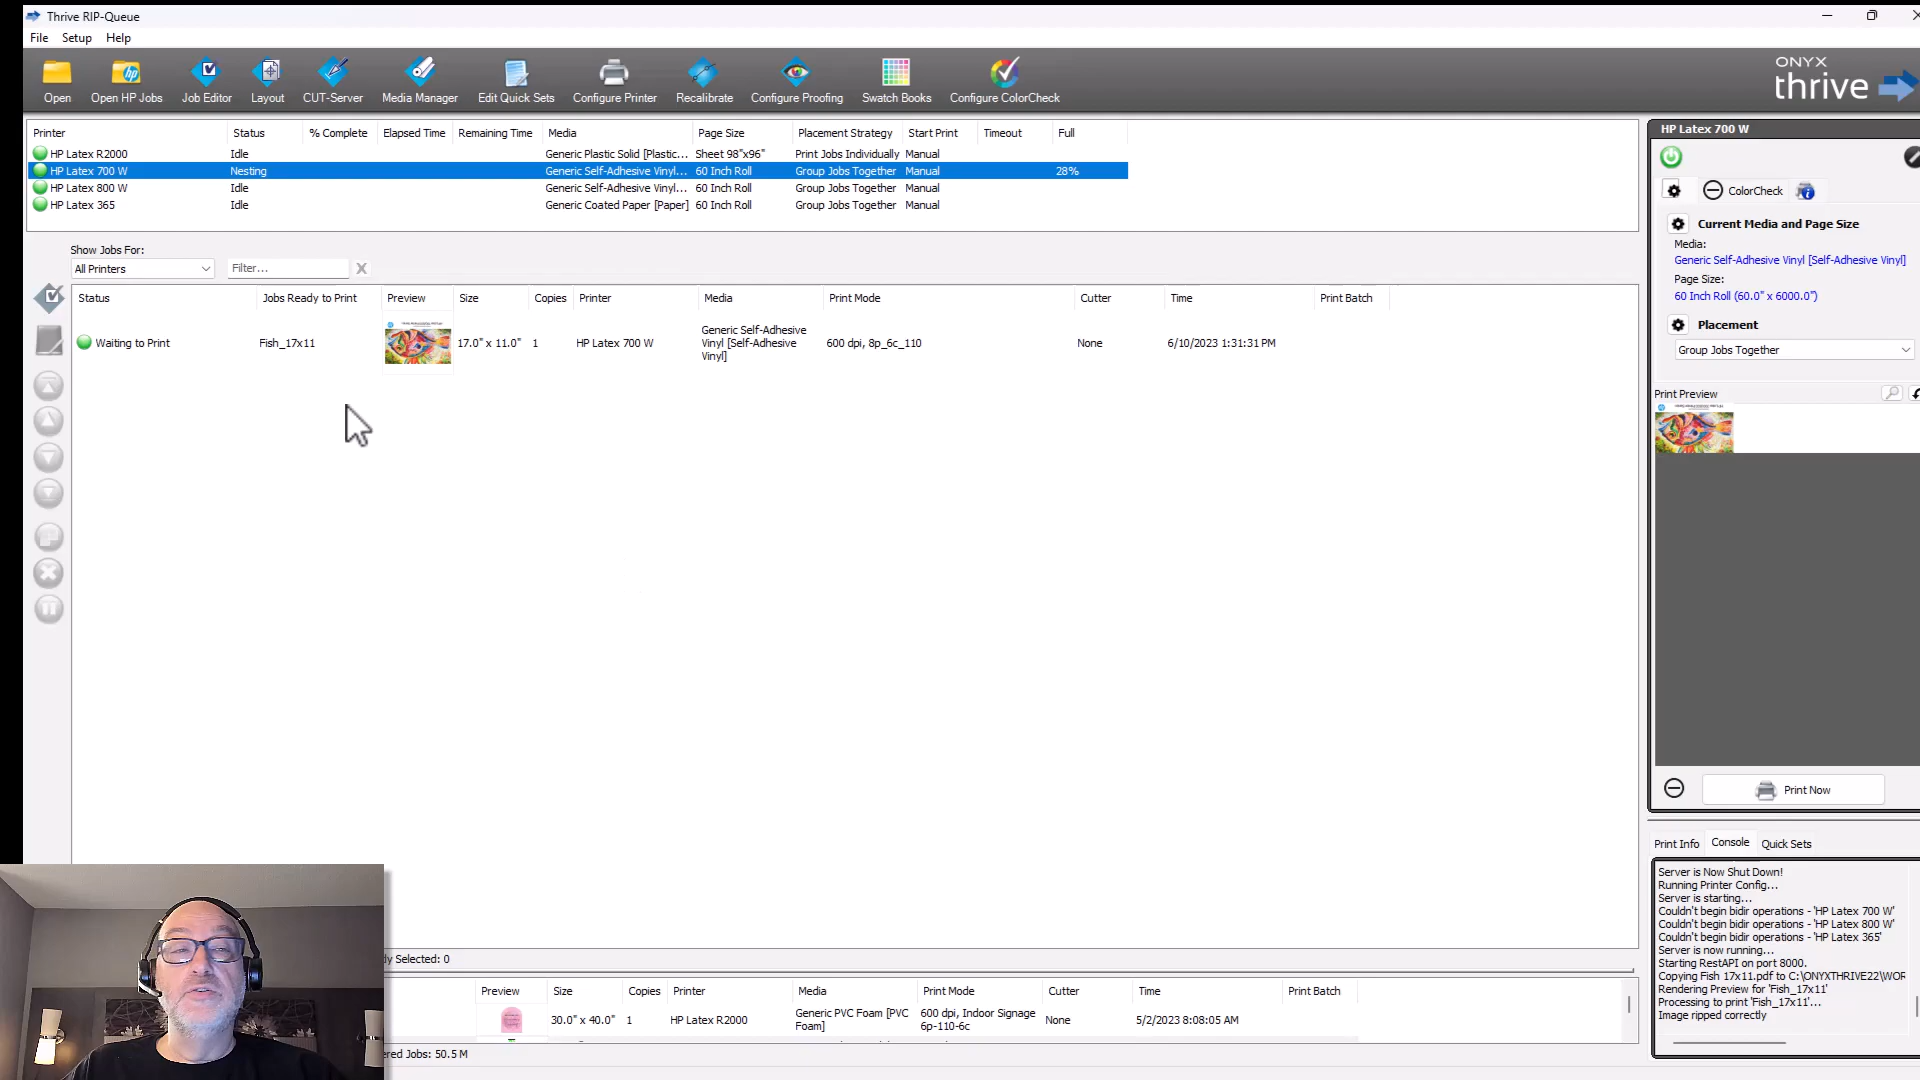 Thrive RIP-Queue
File Setup Help
Open Open HP Jobs Job Editor Layout CUT-Server Media Manager Edit Quick Sets Configure Printer Recalibrate Configure Proofing Swatch Books Configure ColorCheck
ONYX
thrive
Printer Status % Complete Elapsed Time Remaining Time Media Page Size Placement Strategy Start Print Timeout Full
HP Latex R2000 Idle Generic Plastic Solid [Plastic... Sheet 98"x96" Print Jobs Individually Manual
HP Latex 700 W Nesting Generic Self-Adhesive Vinyl... 60 Inch Roll Group Jobs Together Manual 28%
HP Latex 800 W Idle Generic Self-Adhesive Vinyl... 60 Inch Roll Group Jobs Together Manual
HP Latex 365 Idle Generic Coated Paper [Paper] 60 Inch Roll Group Jobs Together Manual
Show Jobs For:
All Printers Filter... X
Status Jobs Ready to Print Preview Size Copies Printer Media Print Mode Cutter Time Print Batch
Waiting to Print Fish_17x11 17.0" x 11.0" 1 HP Latex 700 W Generic Self-Adhesive Vinyl [Self-Adhesive Vinyl] 600 dpi, 8p_6c_110 None 6/10/2023 1:31:31 PM
Selected: 0
Preview Size Copies Printer Media Print Mode Cutter Time Print Batch
30.0" x 40.0" 1 HP Latex R2000 Generic PVC Foam [PVC Foam] 600 dpi, Indoor Signage 6p-110-6c None 5/2/2023 8:08:05 AM
ered Jobs: 50.5 M
HP Latex 700 W
ColorCheck
Current Media and Page Size
Media:
Generic Self-Adhesive Vinyl [Self-Adhesive Vinyl]
Page Size:
60 Inch Roll (60.0" x 6000.0")
Placement
Group Jobs Together
Print Preview
Print Now
Print Info Console Quick Sets
Server is Now Shut Down!
Running Printer Config...
Server is starting...
Couldn't begin bidir operations - 'HP Latex 700 W'
Couldn't begin bidir operations - 'HP Latex 800 W'
Couldn't begin bidir operations - 'HP Latex 365'
Server is now running...
Starting RestAPI on port 8000.
Copying Fish 17x11.pdf to C:\ONYXTHRIVE22\WOR
Rendering Preview for 'Fish_17x11'
Processing to print 'Fish_17x11'...
Image ripped correctly